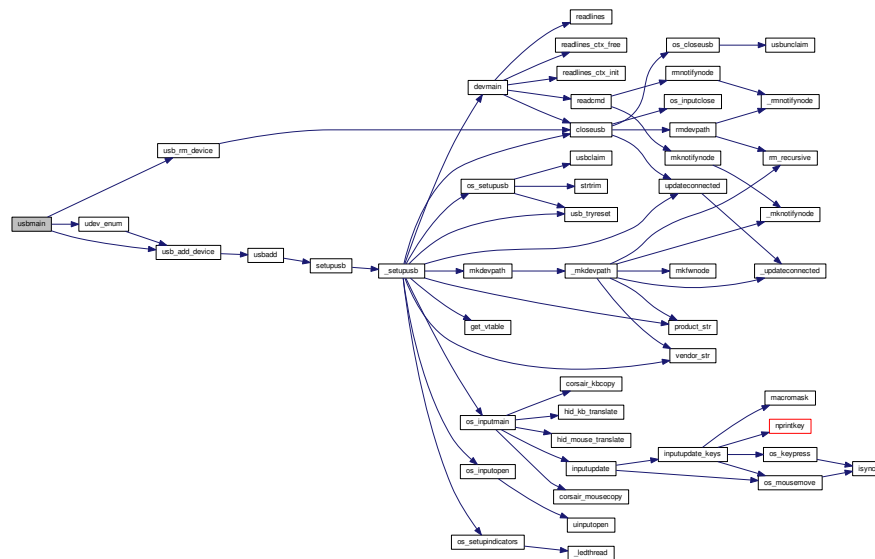 readlines
readlines_ctx_free
os_closeusb
usbunclaim
readlines_ctx_init
rmnotifynode
devmain
readcmd
os_inputclose
_rmnotifynode
closeusb
rmdevpath
usb_rm_device
usbclaim
mknotifynode
rm_recursive
os_setupusb
strtrim
updateconnected
usb_tryreset
_mknotifynode
usbmain
udev_enum
usb_add_device
usbadd
setupusb
_setupusb
mkdevpath
_mkdevpath
mkfwnode
_updateconnected
get_vtable
product_str
vendor_str
corsair_kbcopy
macromask
hid_kb_translate
os_inputmain
nprintkey
hid_mouse_translate
inputupdate_keys
os_keypress
os_inputopen
inputupdate
isync
os_mousemove
corsair_mousecopy
uinputopen
os_setupindicators
_ledthread